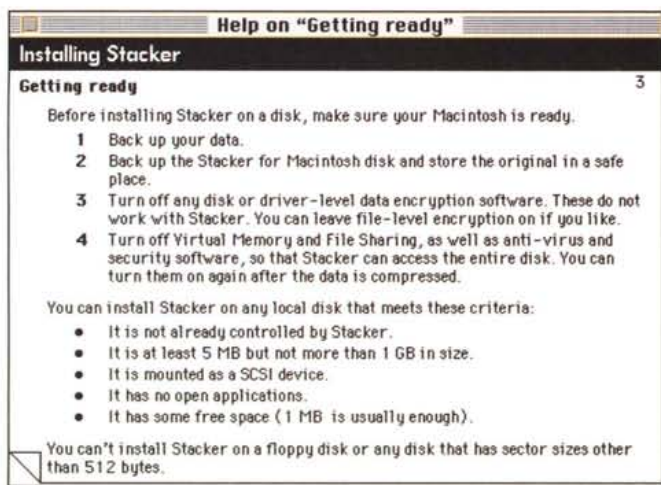 Help on “Getting ready”
Installing Stacker
Getting ready 3
Before installing Stacker on a disk, make sure your Macintosh is ready.
1 Back up your data.
2 Back up the Stacker for Macintosh disk and store the original in a safe
place.
3 Turn off any disk or driver-level data encryption software. These do not
work with Stacker. You can leave file-level encryption on if you like.
4 Turn off Virtual Memory and File Sharing, as well as anti-virus and
security software, so that Stacker can access the entire disk. You can
turn them on again after the data is compressed.
You can install Stacker on any local disk that meets these criteria:
• It is not already controlled by Stacker.
• It is at least 5 MB but not more than 1 GB in size.
• It is mounted as a SCSI device.
• It has no open applications.
• It has some free space (1 MB is usually enough).
You can't install Stacker on a floppy disk or any disk that has sector sizes other
than 512 bytes.